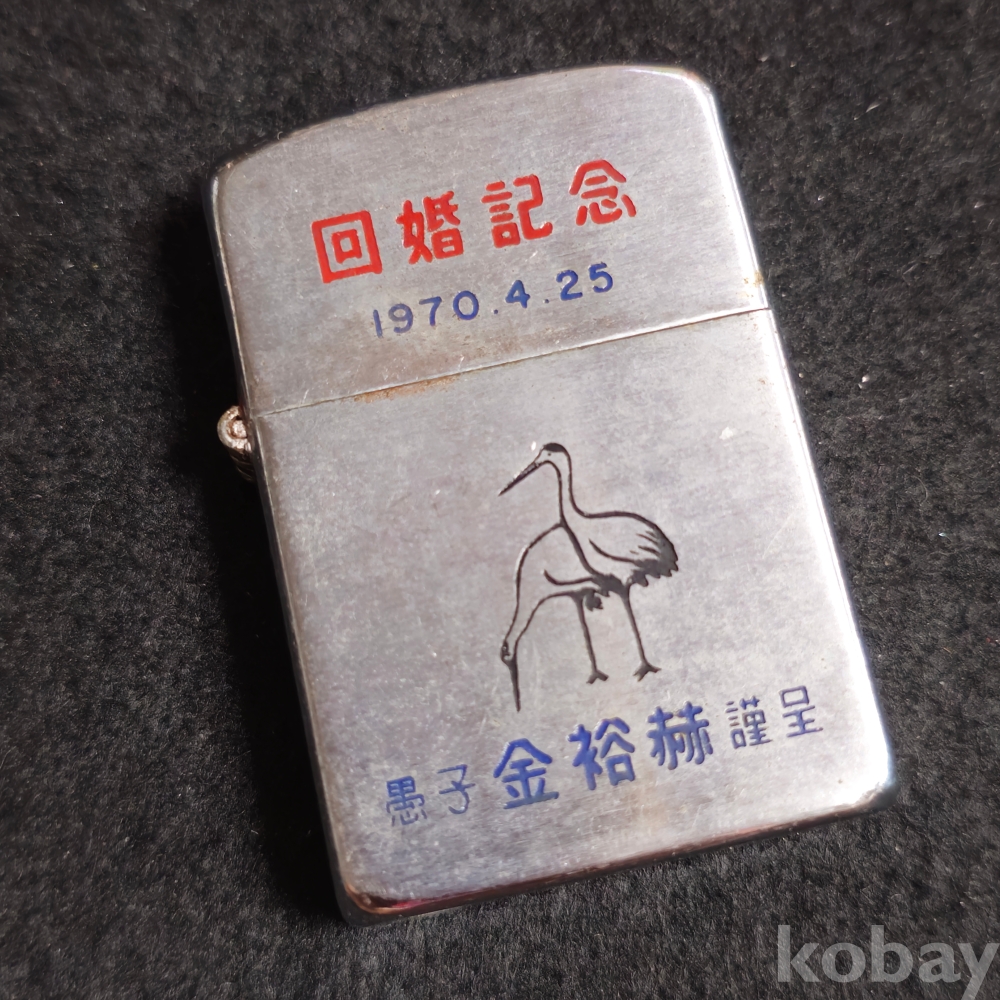 回婚記念
1970.4.25
愚子 金裕赫 謹呈
kobay